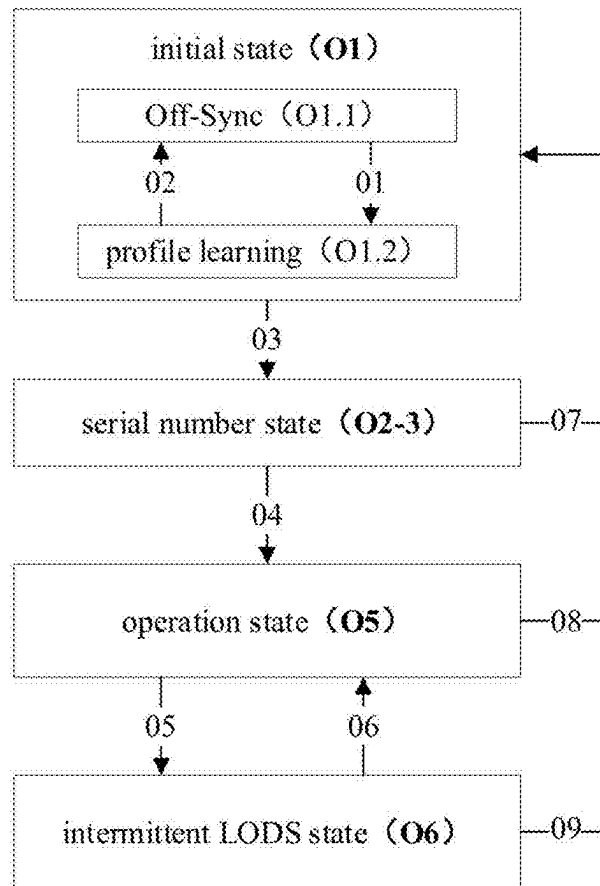 initial state（O1）
Off-Sync（O1.1）
02 01
profile learning（O1.2）
03
serial number state（O2-3）
07
04
operation state（O5）
08
05 06
intermittent LODS state（O6）
09